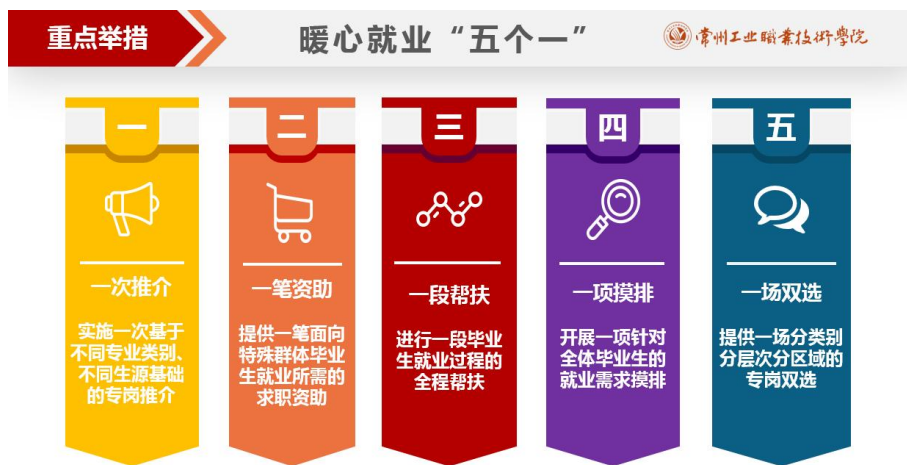 重点举措
暖心就业“五个一”
常州工业職業技術學院
一
一次推介
实施一次基于
不同专业类别、
不同生源基础
的专岗推介
二
一笔资助
提供一笔面向
特殊群体毕业
生就业所需的
求职资助
三
一段帮扶
进行一段毕业
生就业过程的
全程帮扶
四
一项摸排
开展一项针对
全体毕业生的
就业需求摸排
五
一场双选
提供一场分类别
分层次分区域的
专岗双选